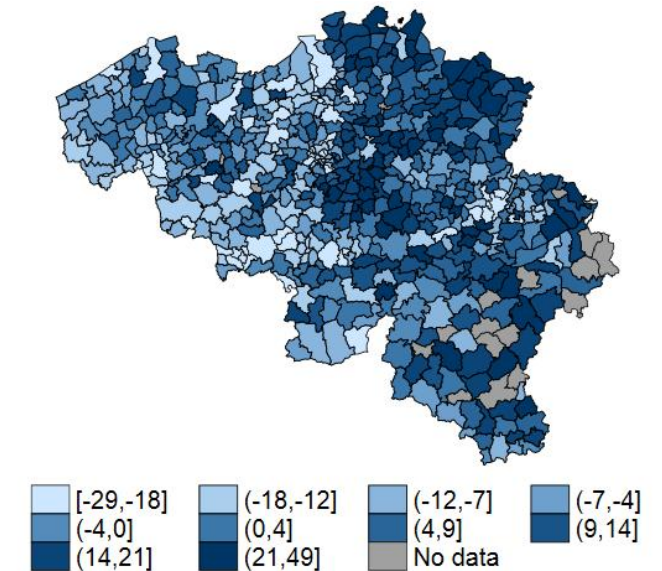 [-29,-18] (-18,-12] (-12,-7] (-7,-4]
(-4,0] (0,4] (4,9] (9,14]
(14,21] (21,49] No data